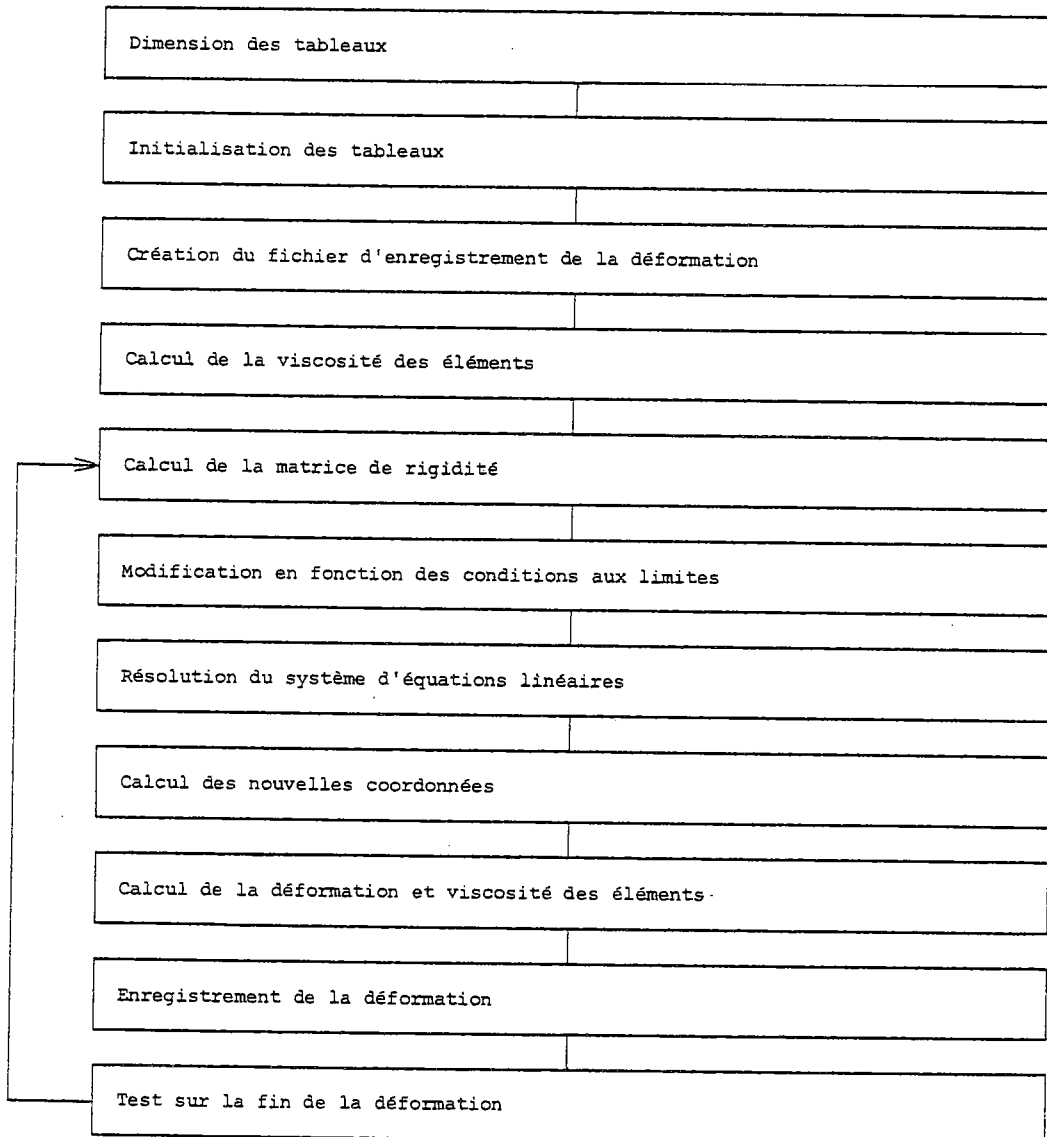 Dimension des tableaux
Initialisation des tableaux
Création du fichier d'enregistrement de la déformation
Calcul de la viscosité des éléments
Calcul de la matrice de rigidité
Modification en fonction des conditions aux limites
Résolution du système d'équations linéaires
Calcul des nouvelles coordonnées
Calcul de la déformation et viscosité des éléments
Enregistrement de la déformation
Test sur la fin de la déformation